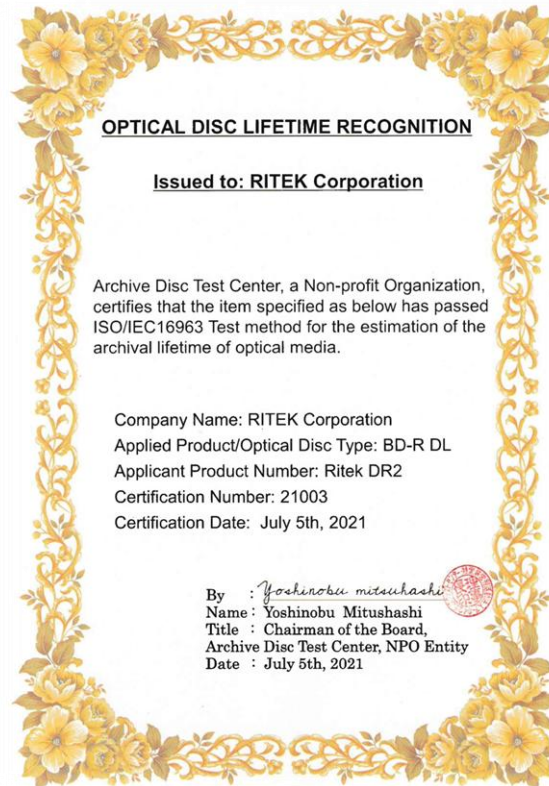 OPTICAL DISC LIFETIME RECOGNITION
Issued to: RITEK Corporation
Archive Disc Test Center, a Non-profit Organization,
certifies that the item specified as below has passed
ISO/IEC16963 Test method for the estimation of the
archival lifetime of optical media.
Company Name: RITEK Corporation
Applied Product/Optical Disc Type: BD-R DL
Applicant Product Number: Ritek DR2
Certification Number: 21003
Certification Date: July 5th, 2021
By : Yoshinobu mitsuhashi
Name : Yoshinobu Mitushashi
Title : Chairman of the Board,
Archive Disc Test Center, NPO Entity
Date : July 5th, 2021